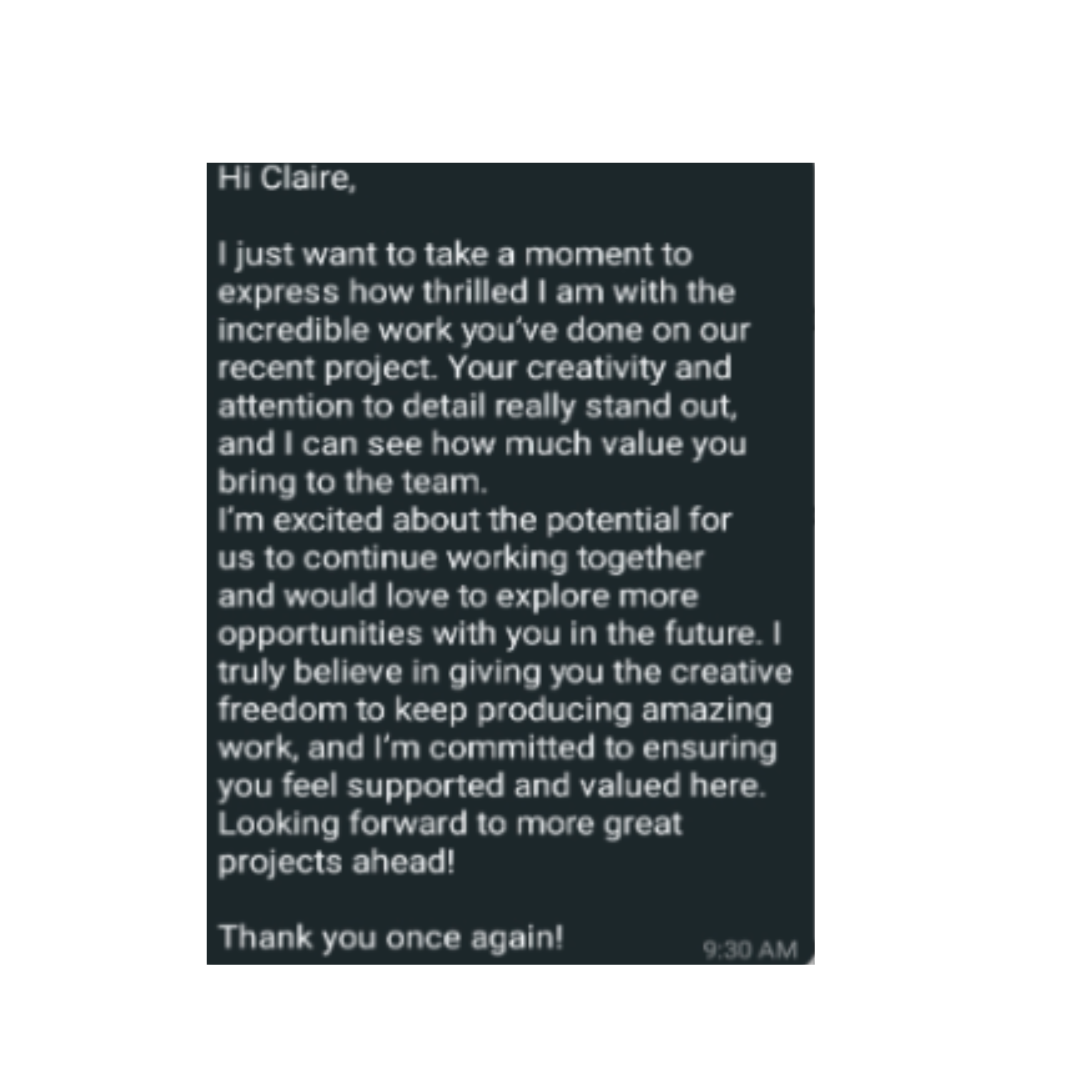 Hi Claire,
I just want to take a moment to
express how thrilled I am with the
incredible work you've done on our
recent project. Your creativity and
attention to detail really stand out,
and I can see how much value you
bring to the team.
I'm excited about the potential for
us to continue working together
and would love to explore more
opportunities with you in the future. I
truly believe in giving you the creative
freedom to keep producing amazing
work, and I'm committed to ensuring
you feel supported and valued here.
Looking forward to more great
projects ahead!
Thank you once again!
9:30 AM